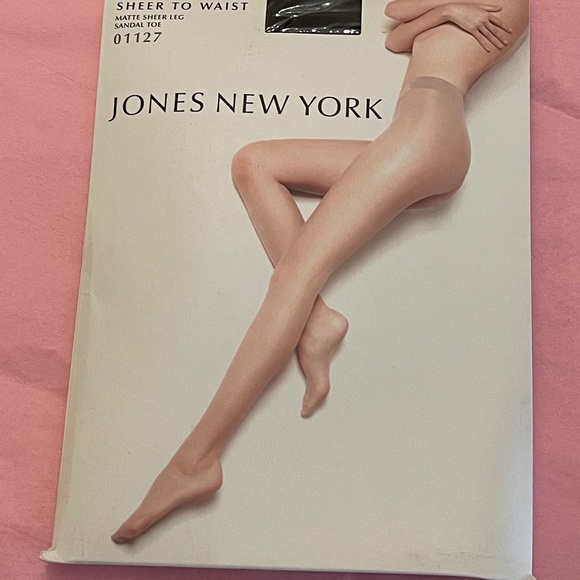 SHEER TO WAIST
MATTE SHEER LEG
SANDAL TOE
01127
JONES NEW YORK